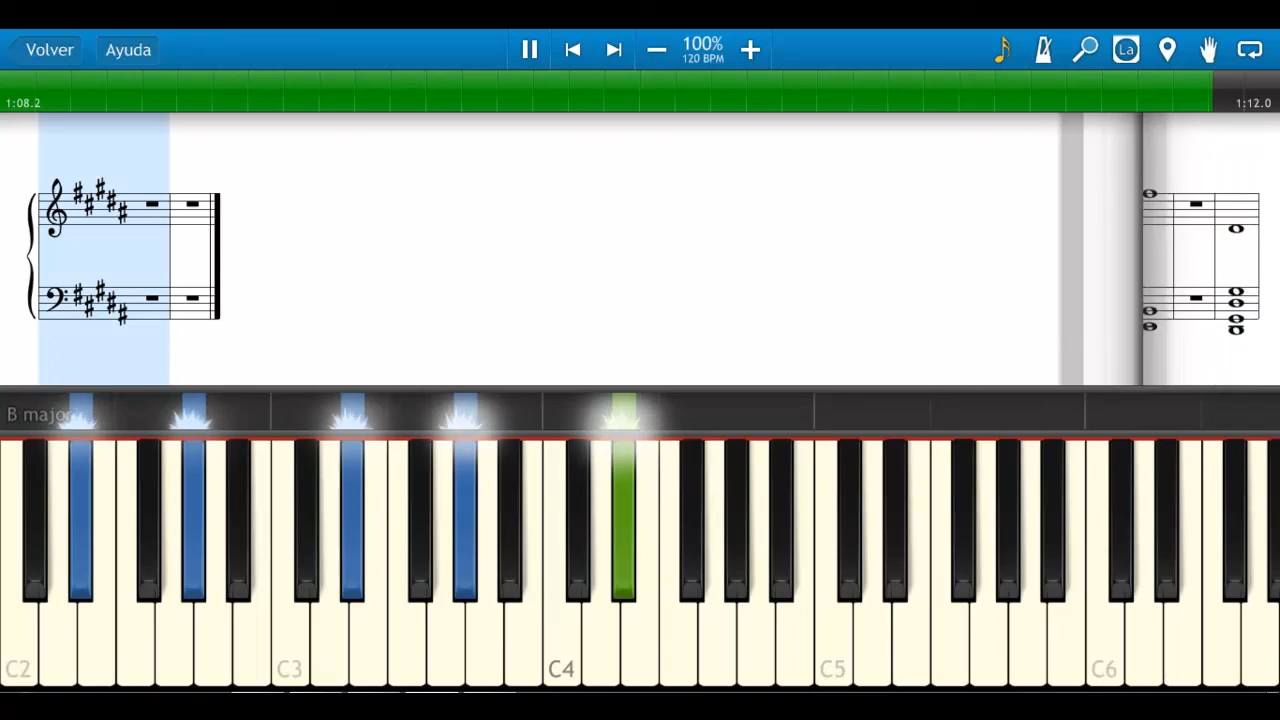 Volver
Ayuda
100%
120 BPM
La
1:08.2
1:12.0
B major
C2
C3
C4
C5
C6